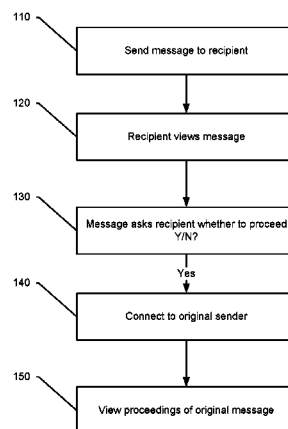 110
Send message to recipient
120
Recipient views message
130
Message asks recipient whether to proceed
Y/N?
Yes
140
Connect to original sender
150
View proceedings of original message